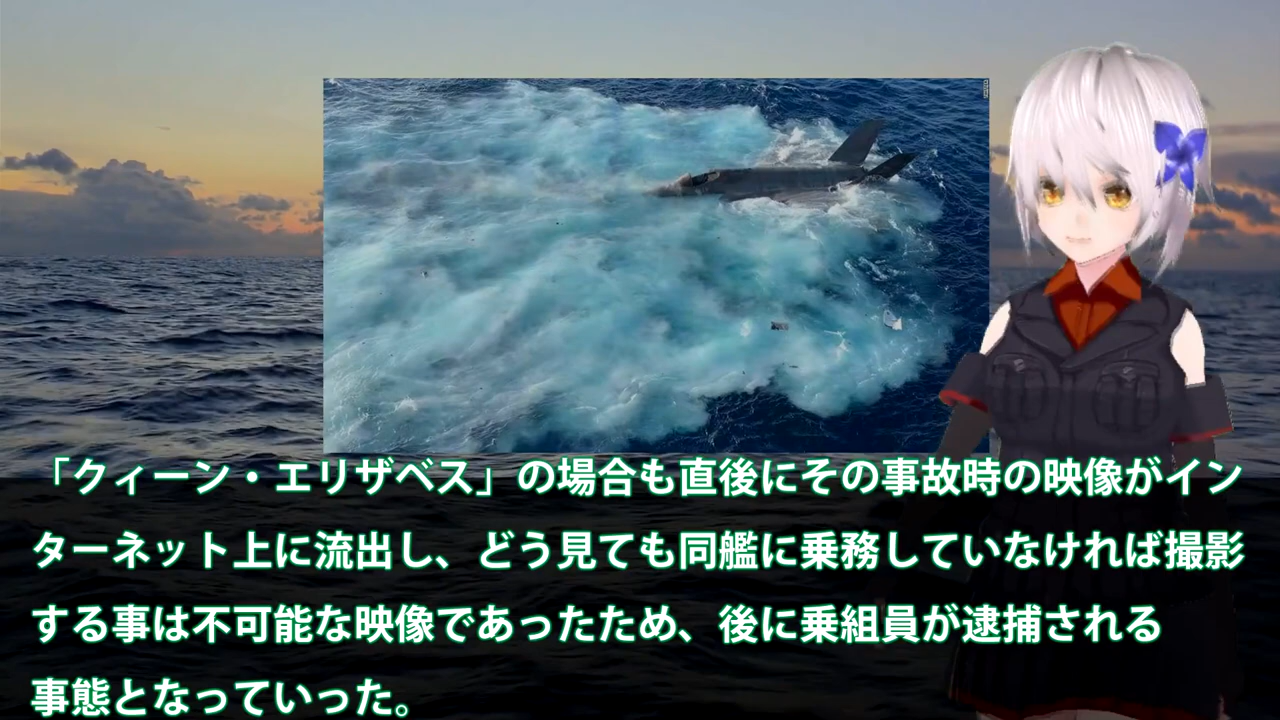 「クィーン・エリザベス」の場合も直後にその事故時の映像がイン
ターネット上に流出し、どう見ても同艦に乗務していなければ撮影
する事は不可能な映像であったため、後に乗組員が逮捕される
事態となっていった。